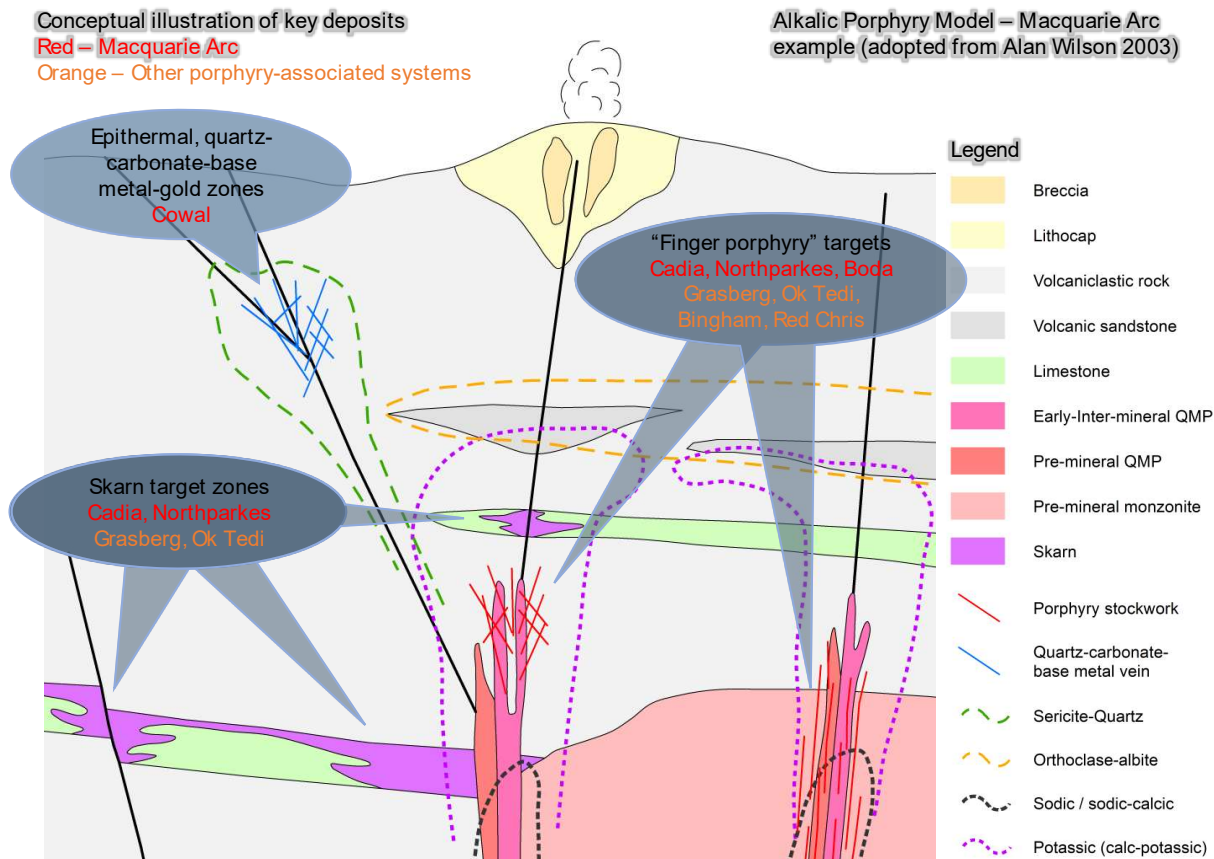 Conceptual illustration of key deposits
Red – Macquarie Arc
Orange – Other porphyry-associated systems
Alkalic Porphyry Model – Macquarie Arc
example (adopted from Alan Wilson 2003)
Epithermal, quartz-
carbonate-base
metal-gold zones
Cowal
“Finger porphyry” targets
Cadia, Northparkes, Boda
Grasberg, Ok Tedi,
Bingham, Red Chris
Skarn target zones
Cadia, Northparkes
Grasberg, Ok Tedi
Legend
Breccia
Lithocap
Volcaniclastic rock
Volcanic sandstone
Limestone
Early-Inter-mineral QMP
Pre-mineral QMP
Pre-mineral monzonite
Skarn
Porphyry stockwork
Quartz-carbonate-
base metal vein
Sericite-Quartz
Orthoclase-albite
Sodic / sodic-calcic
Potassic (calc-potassic)